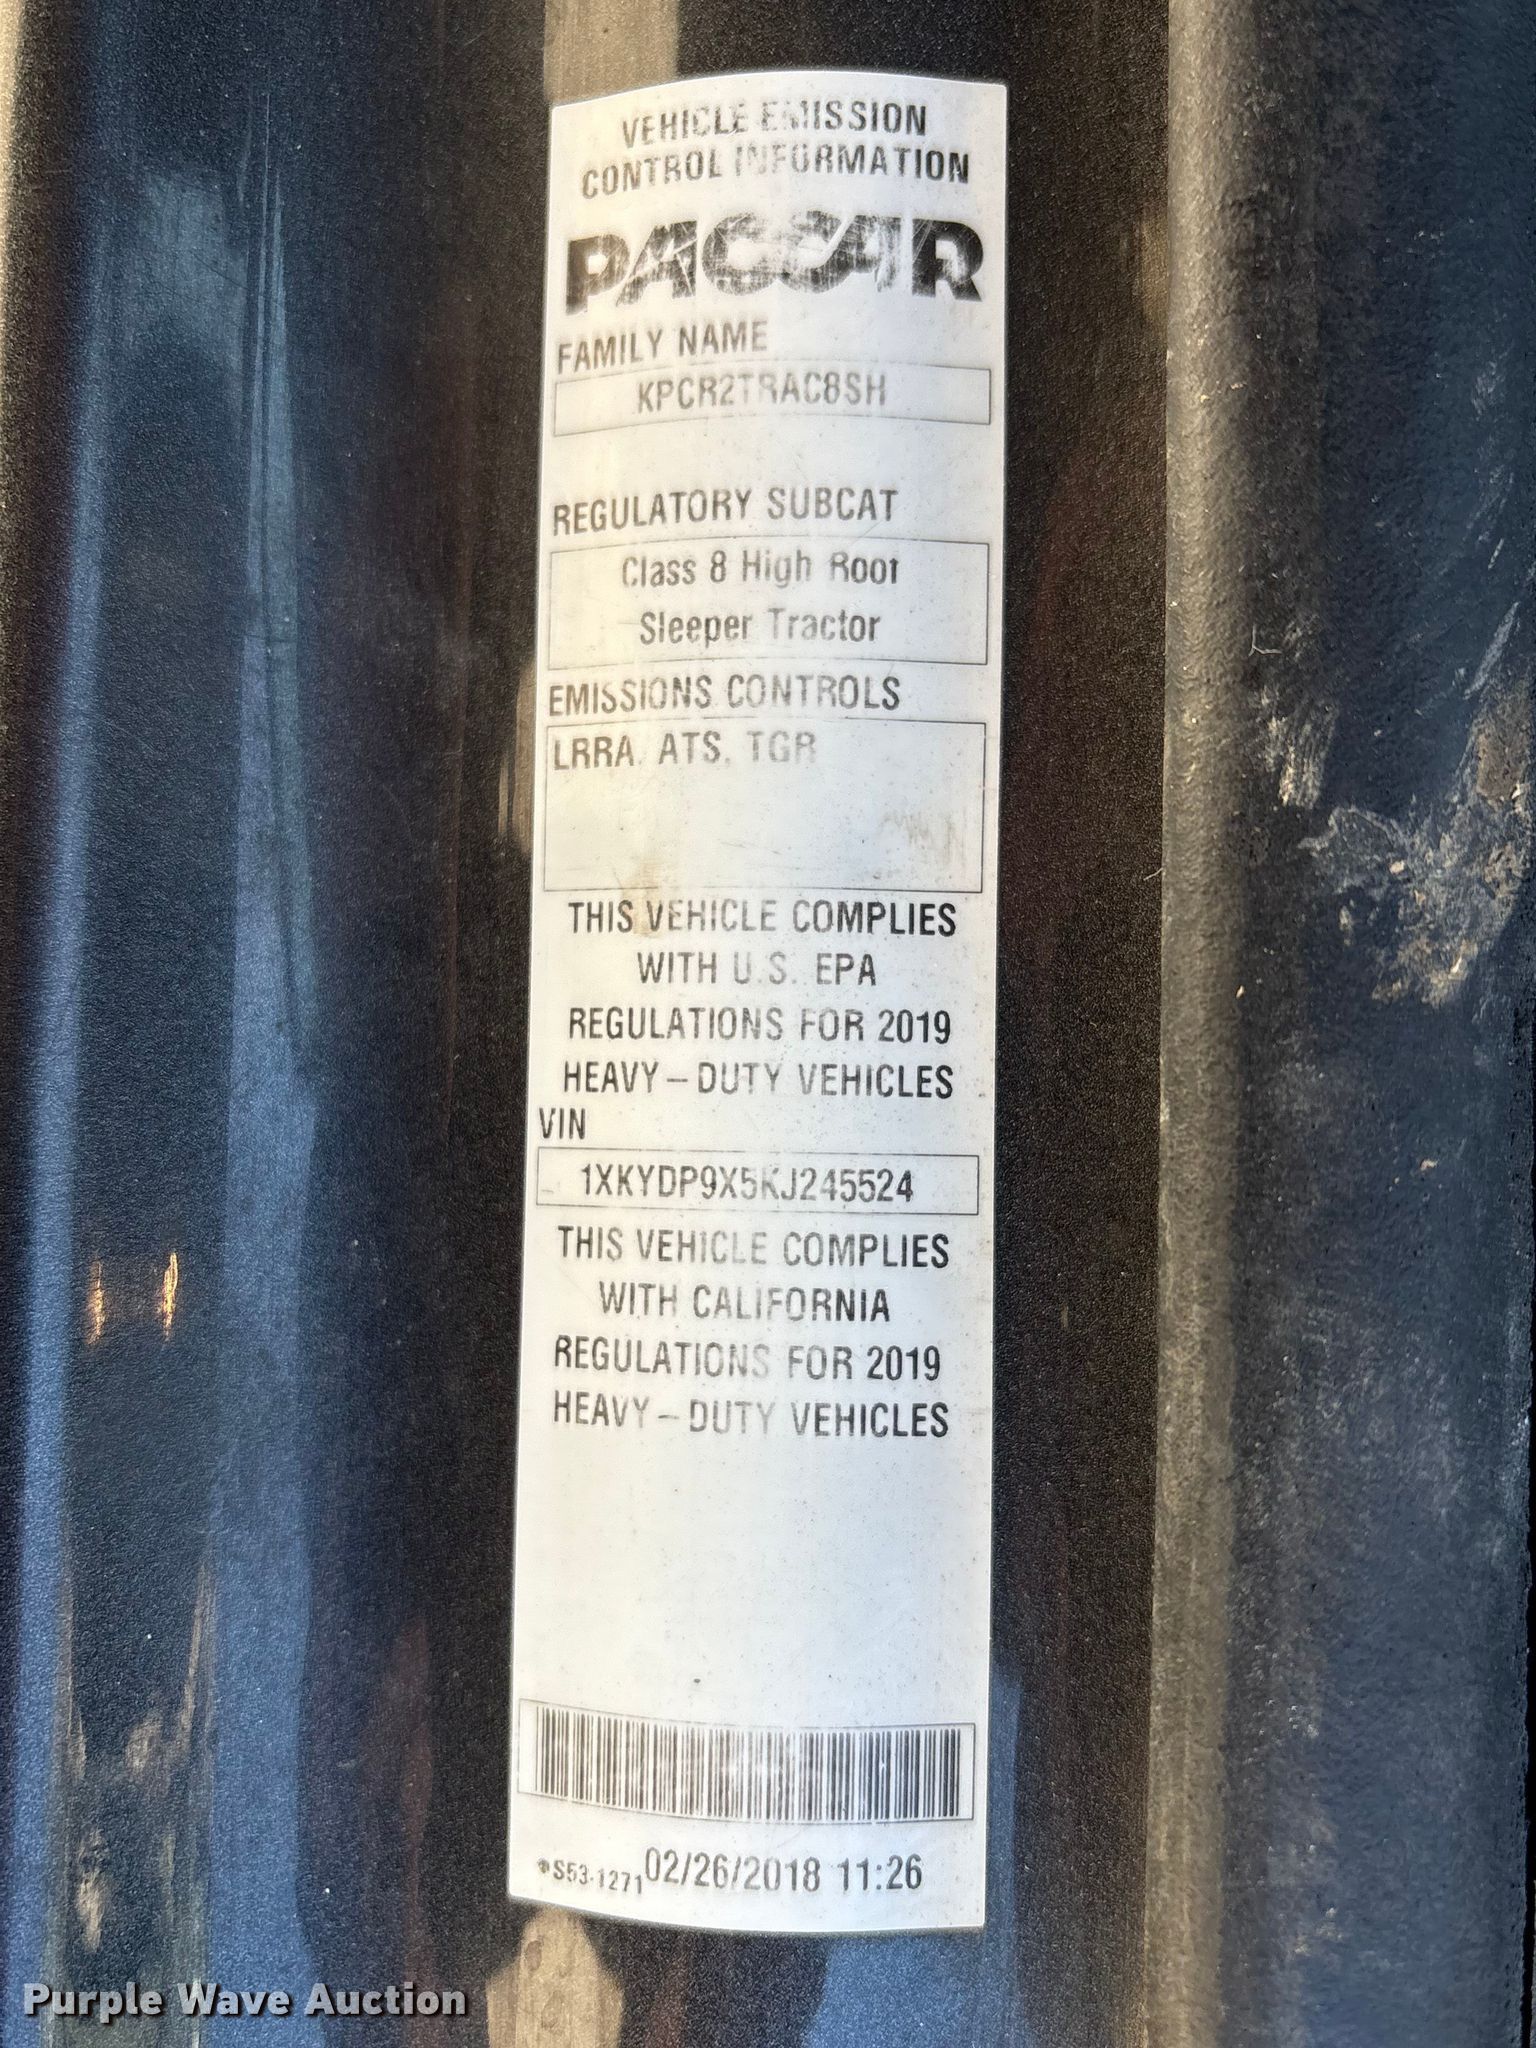 VEHICLE EMISSION
CONTROL INFORMATION
PACCAR
FAMILY NAME
KPCR2TRAC8SH
REGULATORY SUBCAT
Class 8 High Roof
Sleeper Tractor
EMISSIONS CONTROLS
LRRA, ATS, TGR
THIS VEHICLE COMPLIES
WITH U.S. EPA
REGULATIONS FOR 2019
HEAVY-DUTY VEHICLES
VIN
1XKYDP9X5KJ245524
THIS VEHICLE COMPLIES
WITH CALIFORNIA
REGULATIONS FOR 2019
HEAVY-DUTY VEHICLES
*S53-1271 02/26/2018 11:26
Purple Wave Auction